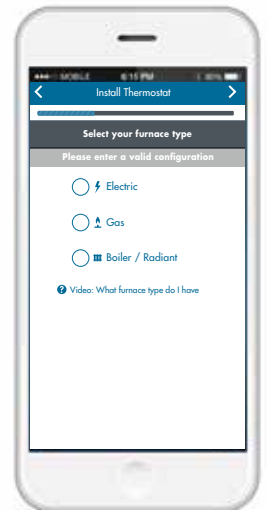 MOBILE 6:15 PM
Install Thermostat
Select your furnace type
Please enter a valid configuration
Electric
Gas
Boiler / Radiant
Video: What furnace type do I have